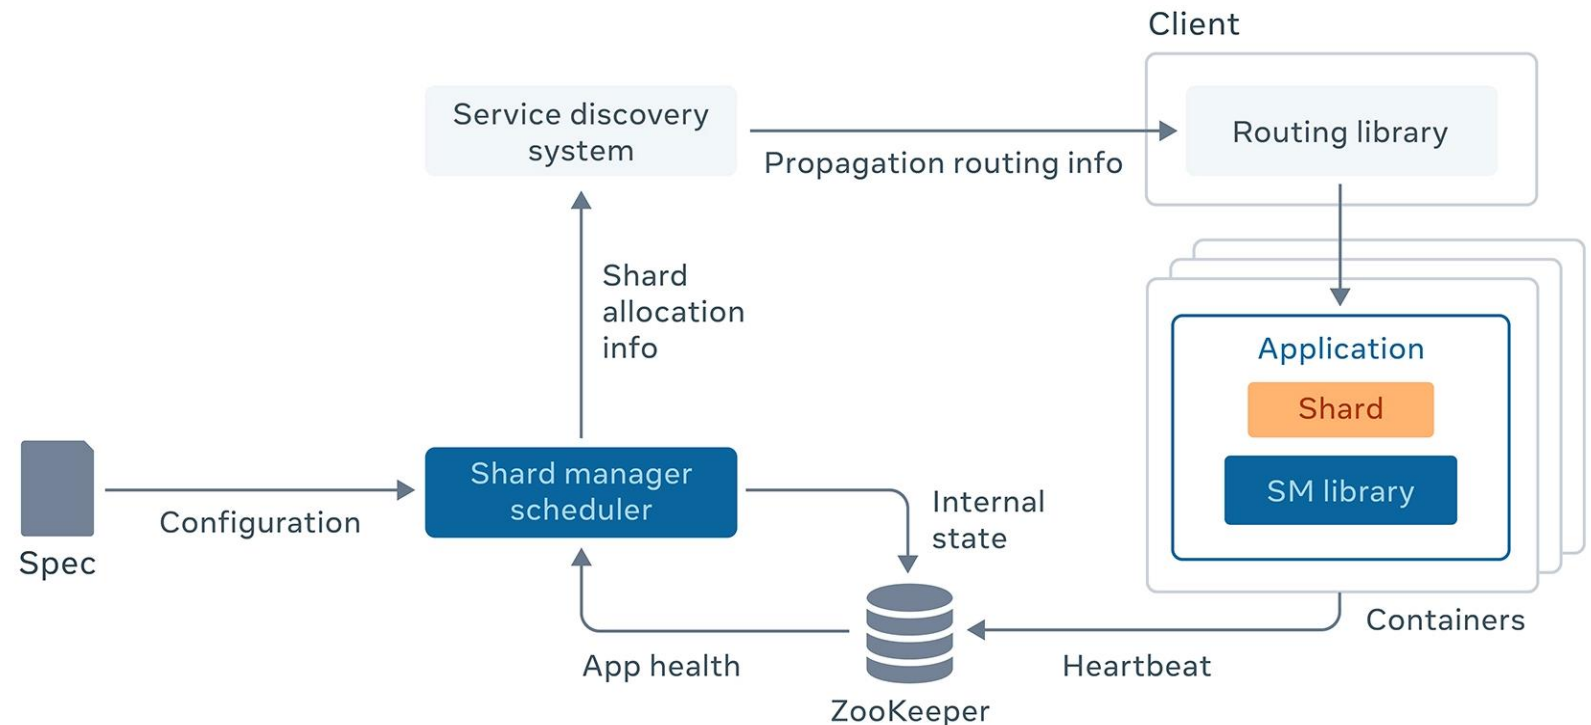 Client
Service discovery
system
Propagation routing info
Routing library
Shard
allocation
info
Application
Shard
SM library
Containers
Spec
Configuration
Shard manager
scheduler
Internal
state
App health
ZooKeeper
Heartbeat